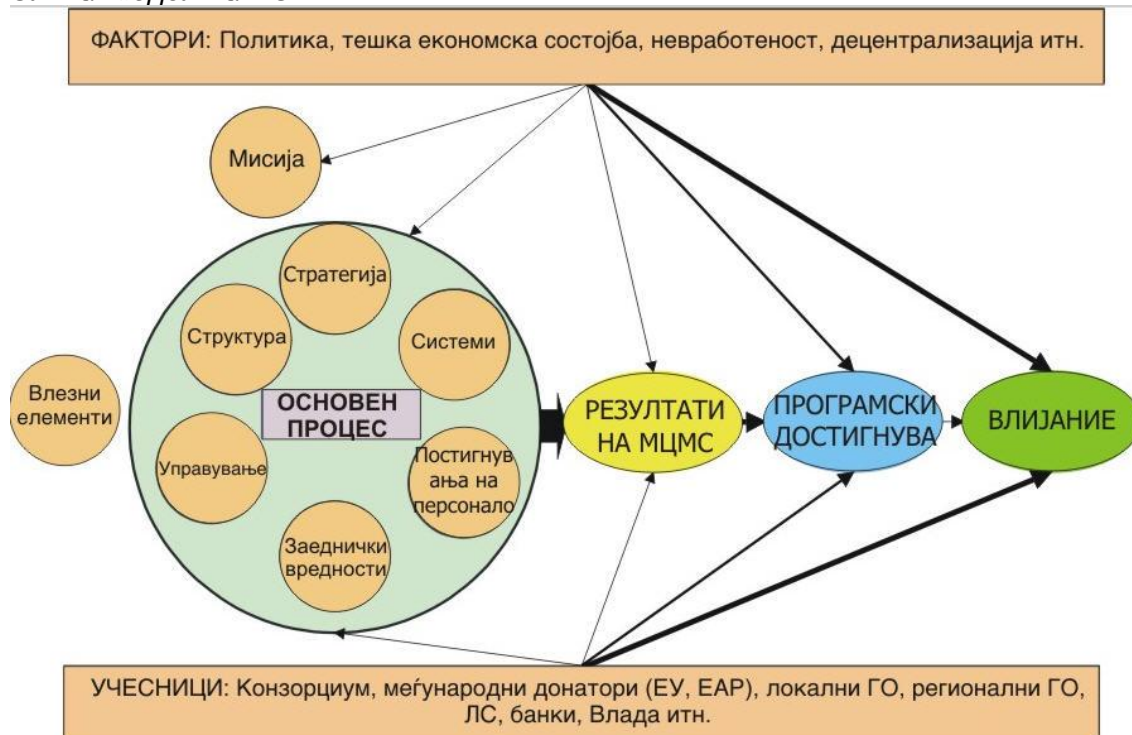 ФАКТОРИ: Политика, тешка економска состојба, невработеност, децентрализација итн.
Мисија
Стратегија
Структура
Системи
Влезни
елементи
ОСНОВЕН
ПРОЦЕС
РЕЗУЛТАТИ
НА МЦМС
ПРОГРАМСКИ
ДОСТИГНУВА
ВЛИЈАНИЕ
Управување
Постигнув
ања на
персонало
Заеднички
вредности
УЧЕСНИЦИ: Конзорциум, меѓународни донатори (ЕУ, ЕАР), локални ГО, регионални ГО,
ЛС, банки, Влада итн.